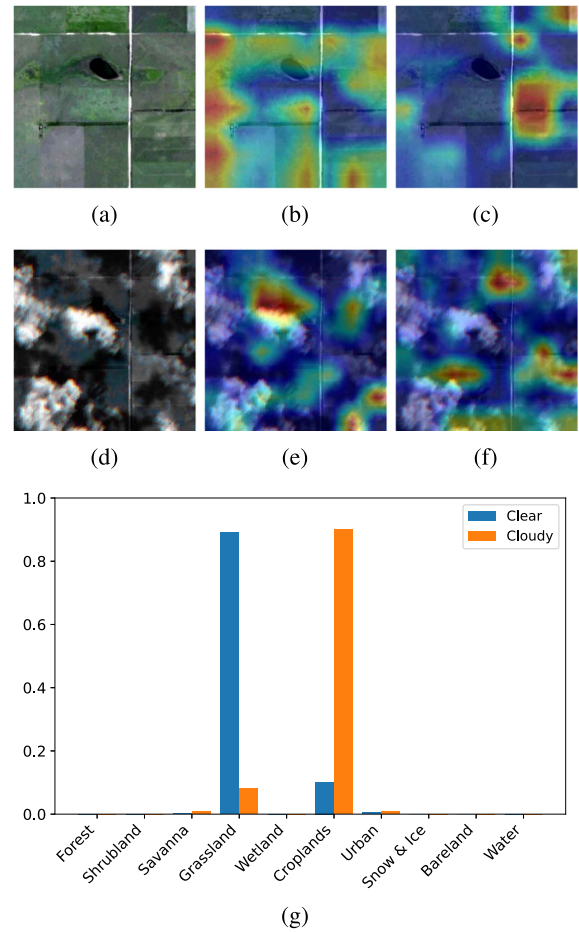 (a) (b) (c)
(d) (e) (f)
1.0
Clear
Cloudy
0.8
0.6
0.4
0.2
0.0
Forest
Shrubland
Savanna
Grassland
Wetland
Croplands
Urban
Snow & Ice
Bareland
Water
(g)